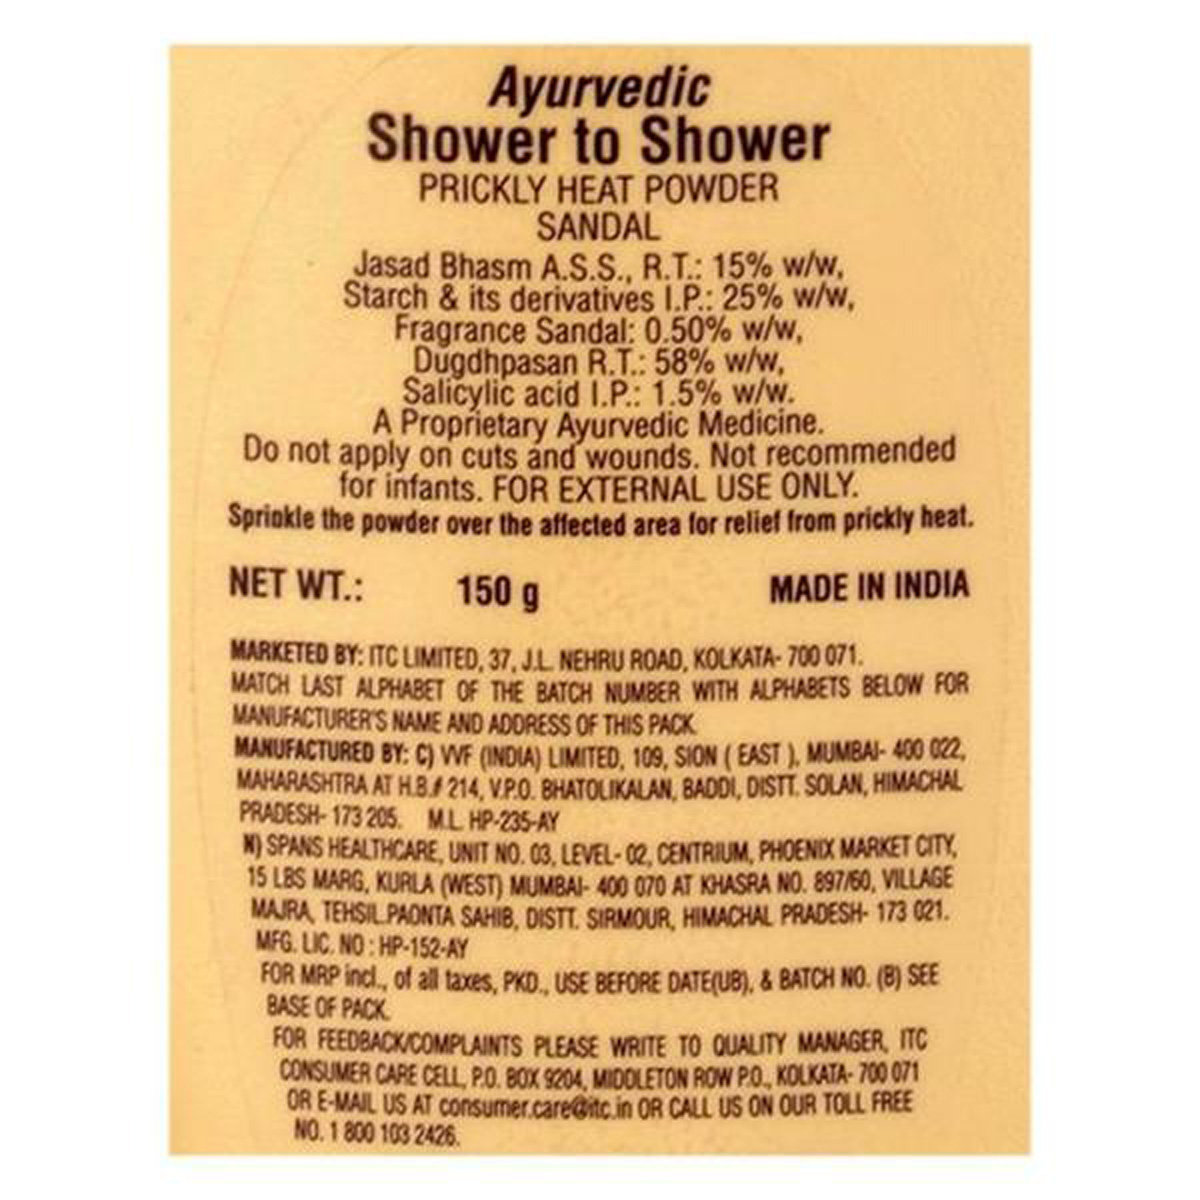 Ayurvedic
Shower to Shower
PRICKLY HEAT POWDER
SANDAL
Jasad Bhasm A.S.S., R.T.: 15% w/w,
Starch & its derivatives I.P.: 25% w/w,
Fragrance Sandal: 0.50% w/w,
Dugdhpasan R.T.: 58% w/w,
Salicylic acid I.P.: 1.5% w/w.
A Proprietary Ayurvedic Medicine.
Do not apply on cuts and wounds. Not recommended
for infants. FOR EXTERNAL USE ONLY.
Sprinkle the powder over the affected area for relief from prickly heat.
NET WT.: 150 g MADE IN INDIA
MARKETED BY: ITC LIMITED, 37, J.L. NEHRU ROAD, KOLKATA- 700 071.
MATCH LAST ALPHABET OF THE BATCH NUMBER WITH ALPHABETS BELOW FOR
MANUFACTURER'S NAME AND ADDRESS OF THIS PACK.
MANUFACTURED BY: C) VVF (INDIA) LIMITED, 109, SION ( EAST ), MUMBAI- 400 022,
MAHARASHTRA AT H.B.# 214, V.P.O. BHATOLIKALAN, BADDI, DISTT. SOLAN, HIMACHAL
PRADESH- 173 205. M.L. HP-235-AY
N) SPANS HEALTHCARE, UNIT NO. 03, LEVEL- 02, CENTRIUM, PHOENIX MARKET CITY,
15 LBS MARG, KURLA (WEST) MUMBAI- 400 070 AT KHASRA NO. 897/60, VILLAGE
MAJRA, TEHSIL.PAONTA SAHIB, DISTT. SIRMOUR, HIMACHAL PRADESH- 173 021.
MFG. LIC. NO : HP-152-AY
FOR MRP incl., of all taxes, PKD., USE BEFORE DATE(UB), & BATCH NO. (B) SEE
BASE OF PACK.
FOR FEEDBACK/COMPLAINTS PLEASE WRITE TO QUALITY MANAGER, ITC
CONSUMER CARE CELL, P.O. BOX 9204, MIDDLETON ROW P.O., KOLKATA- 700 071
OR E-MAIL US AT consumer.care@itc.in OR CALL US ON OUR TOLL FREE
NO. 1 800 103 2426.